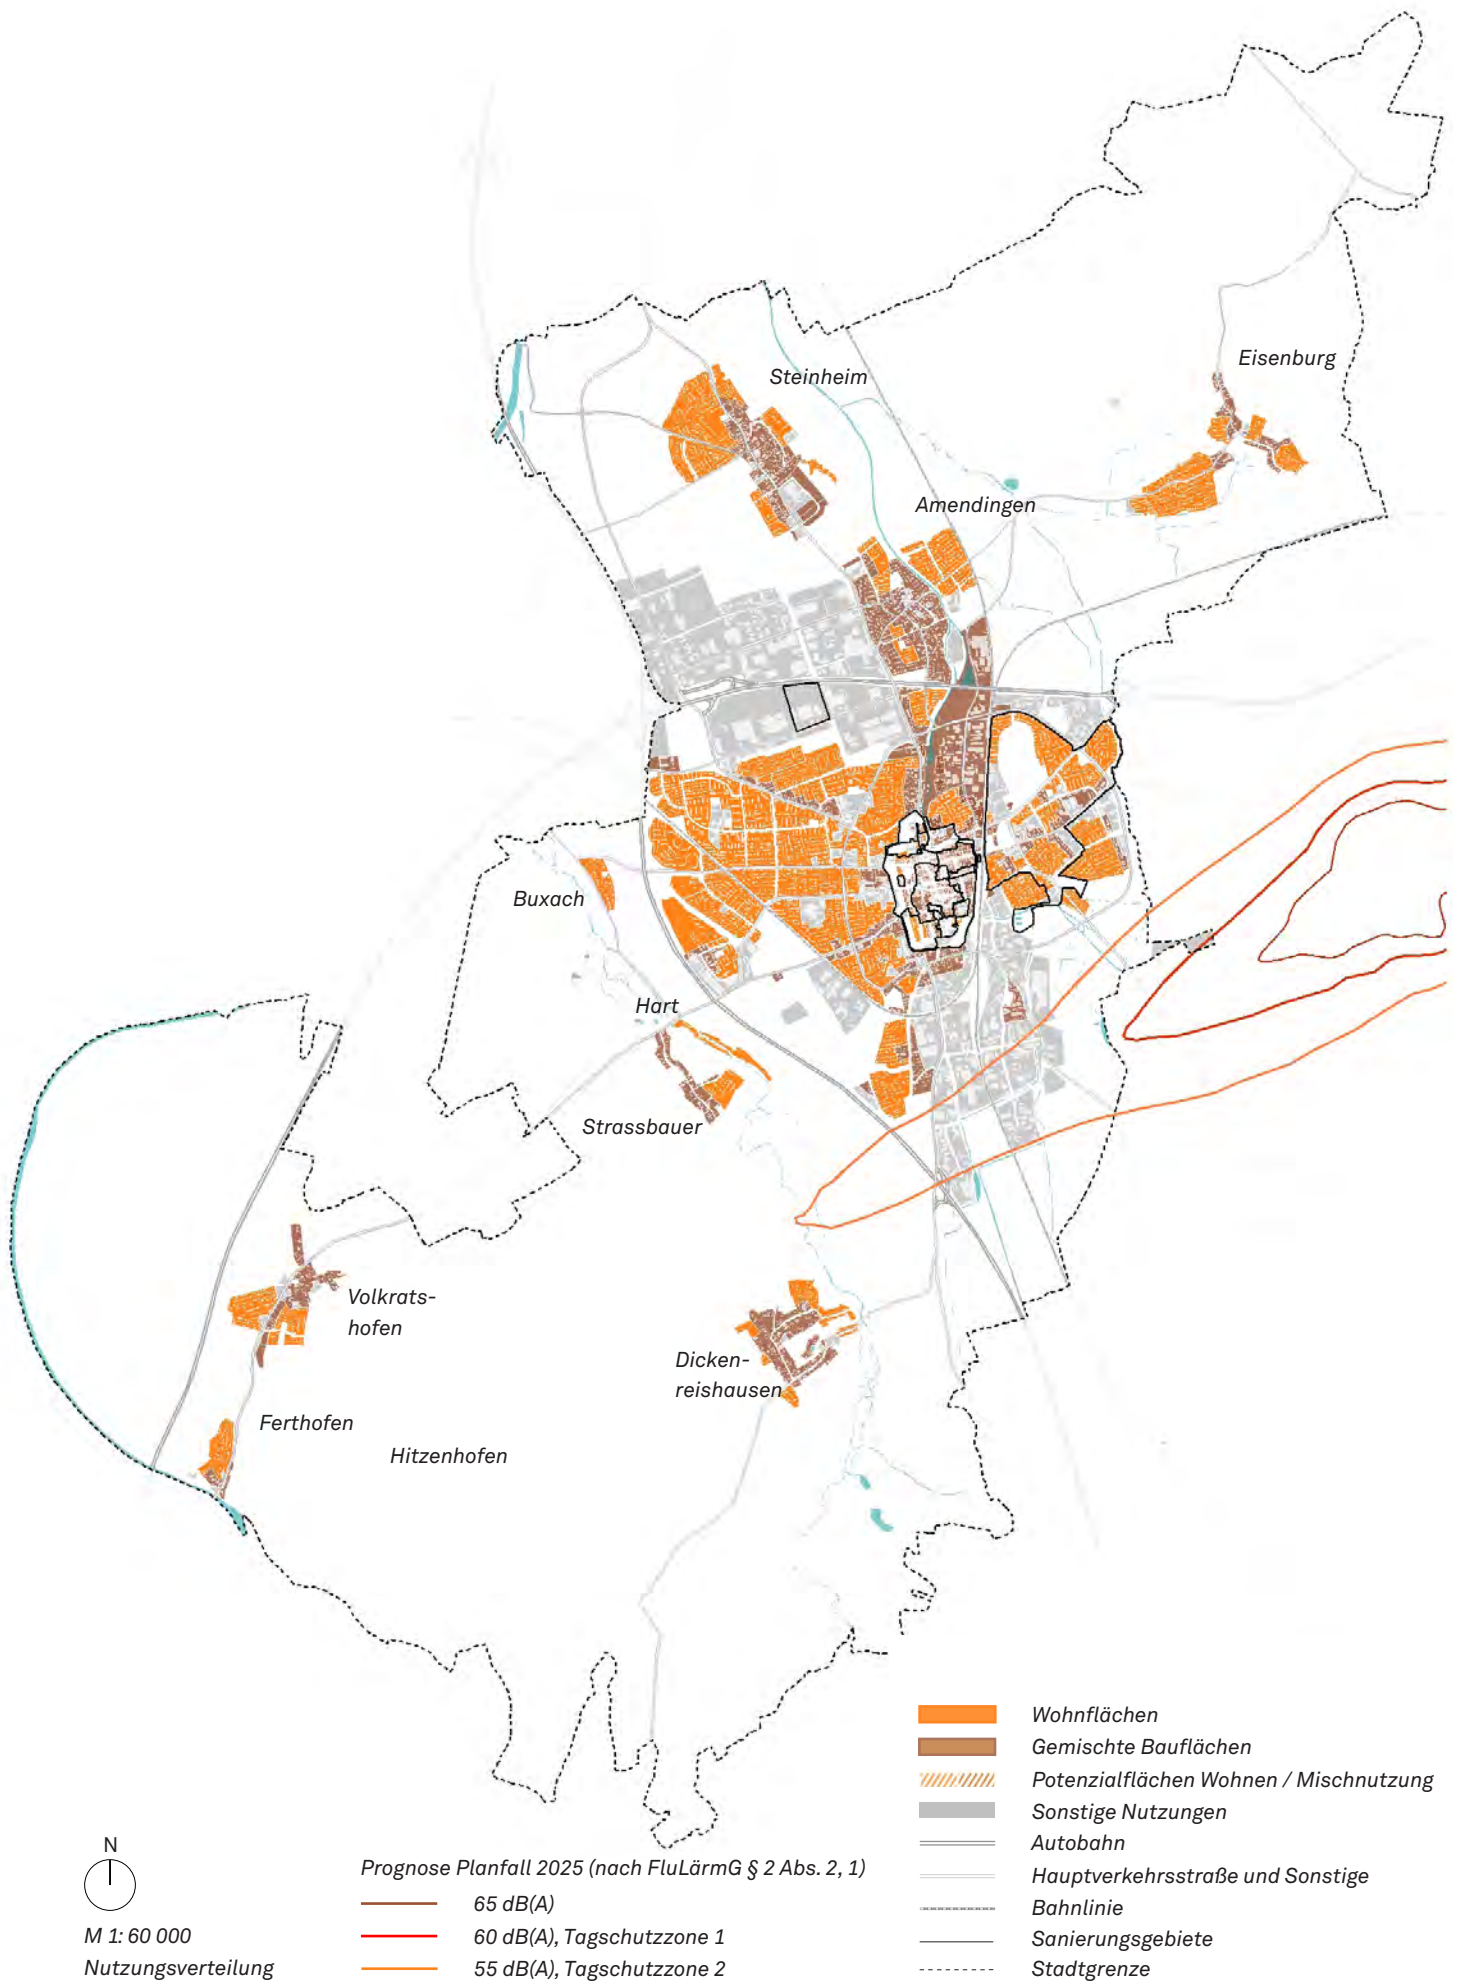 Eisenburg
Steinheim
Amendingen
Buxach
Hart
Strassbauer
Volkrats-
hofen
Dicken-
reishausen
Ferthofen
Hitzenhofen
Wohnflächen
Gemischte Bauflächen
Potenzialflächen Wohnen / Mischnutzung
Sonstige Nutzungen
Autobahn
Hauptverkehrsstraße und Sonstige
Bahnlinie
Sanierungsgebiete
Stadtgrenze
Prognose Planfall 2025 (nach FluLärmG § 2 Abs. 2, 1)
65 dB(A)
60 dB(A), Tagschutzzone 1
55 dB(A), Tagschutzzone 2
N
M 1: 60 000
Nutzungsverteilung